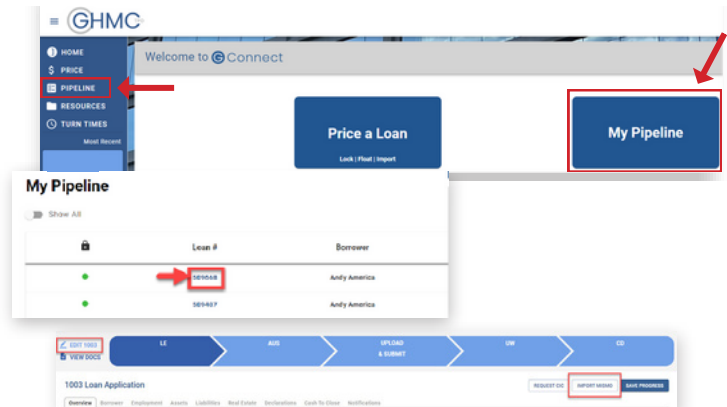 GHMC
HOME
Welcome to G Connect
PRICE
PIPELINE
RESOURCES
TURN TIMES
Most Recent
Price a Loan
Lock | Float | Import
My Pipeline
My Pipeline
Show All
Loan #
Borrower
509068
Andy America
509407
Andy America
EDIT 1003
VIEW DOCS
LE
AUS
UPLOAD
& SUBMIT
UW
CD
1003 Loan Application
REQUEST CIC
IMPORT MISMO
SAVE PROGRESS
Overview Borrower Employment Assets Liabilities Real Estate Declarations Cash To Close Notifications